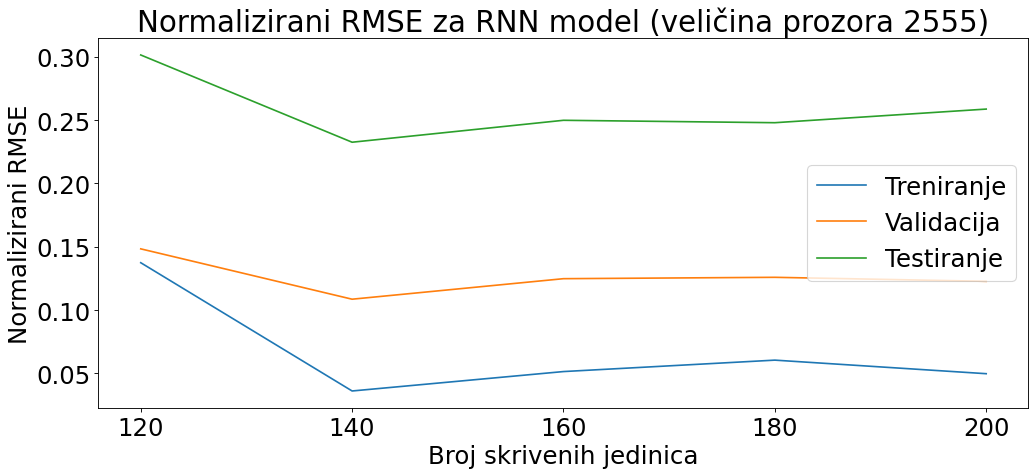 Normalizirani RMSE za RNN model (veličina prozora 2555)
Normalizirani RMSE
0.30
0.25
0.20
0.15
0.10
0.05
Treniranje
Validacija
Testiranje
120 140 160 180 200
Broj skrivenih jedinica